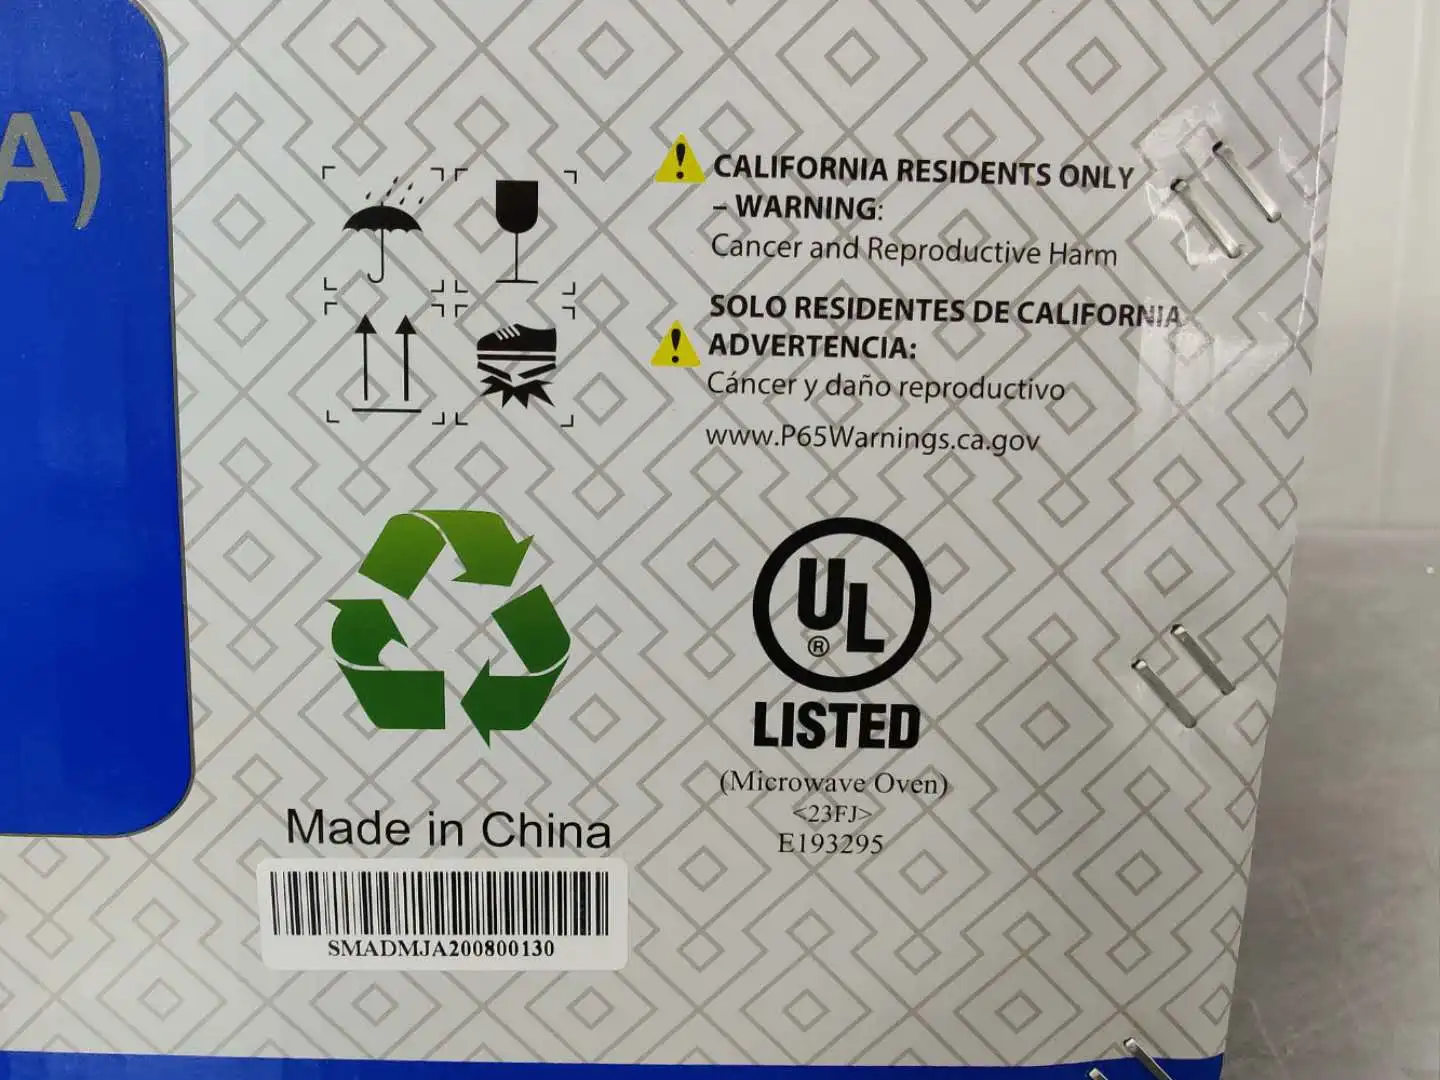 A)
CALIFORNIA RESIDENTS ONLY
– WARNING:
Cancer and Reproductive Harm
SOLO RESIDENTES DE CALIFORNIA
ADVERTENCIA:
Cáncer y daño reproductivo
www.P65Warnings.ca.gov
UL
®
LISTED
(Microwave Oven)
<23FJ>
E193295
Made in China
SMADMJA200800130